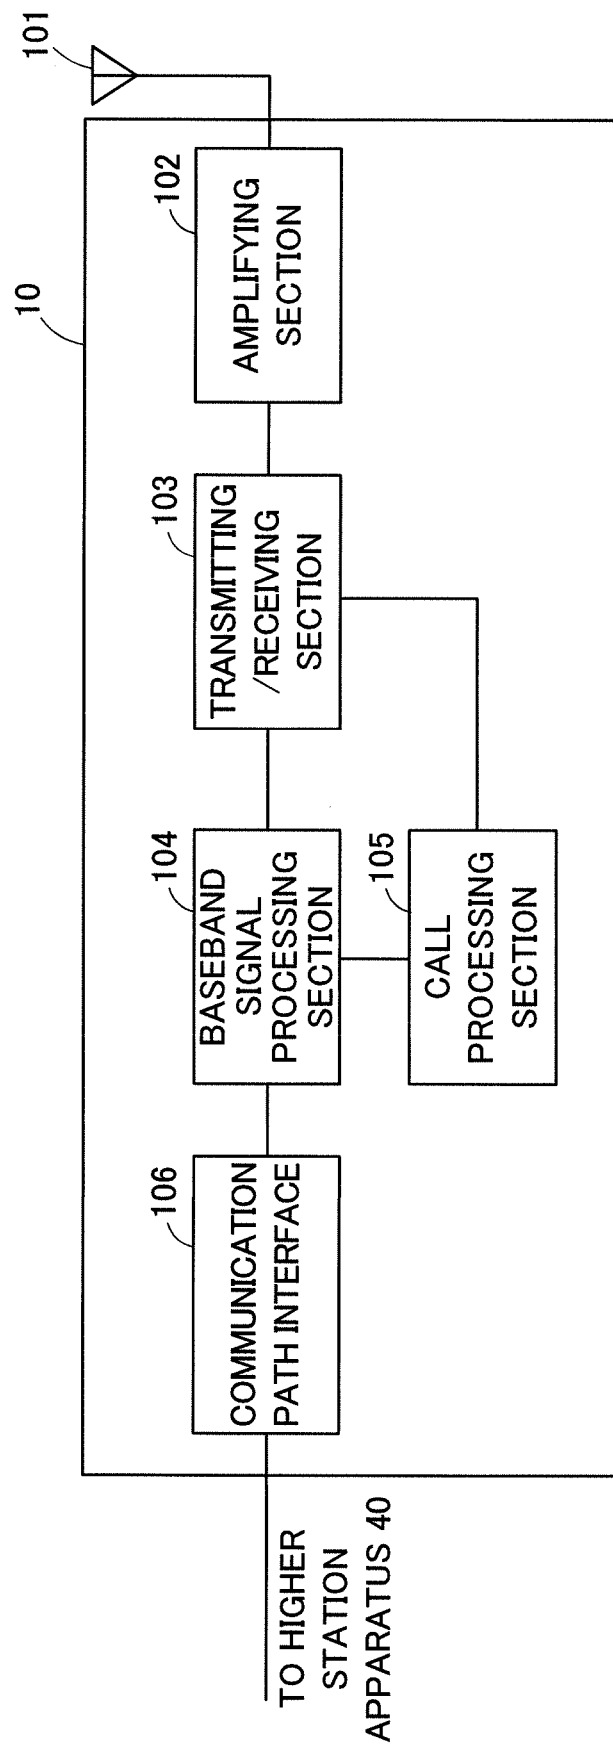 10
101
102
AMPLIFYING
SECTION
103
TRANSMITTING
/RECEIVING
SECTION
104
BASEBAND
SIGNAL
PROCESSING
SECTION
105
CALL
PROCESSING
SECTION
106
COMMUNICATION
PATH INTERFACE
TO HIGHER
STATION
APPARATUS 40